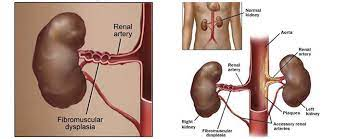 Renal
artery
Fibromuscular
dysplasia
Normal
kidney
Aorta
Renal
artery
Renal
artery
Fibromuscular
dysplasia
Right
kidney
Plaques
Left
kidney
Accessory renal
arteries